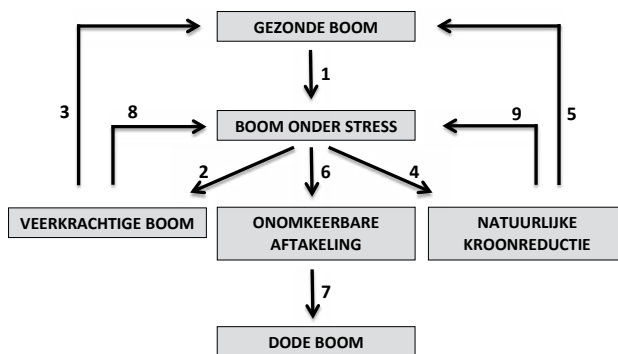 GEZONDE BOOM
1
3
8
9
5
BOOM ONDER STRESS
2
6
4
VEERKRACHTIGE BOOM
ONOMKEERBARE
AFTAKELING
NATUURLIJKE
KROONREDUCTIE
7
DODE BOOM